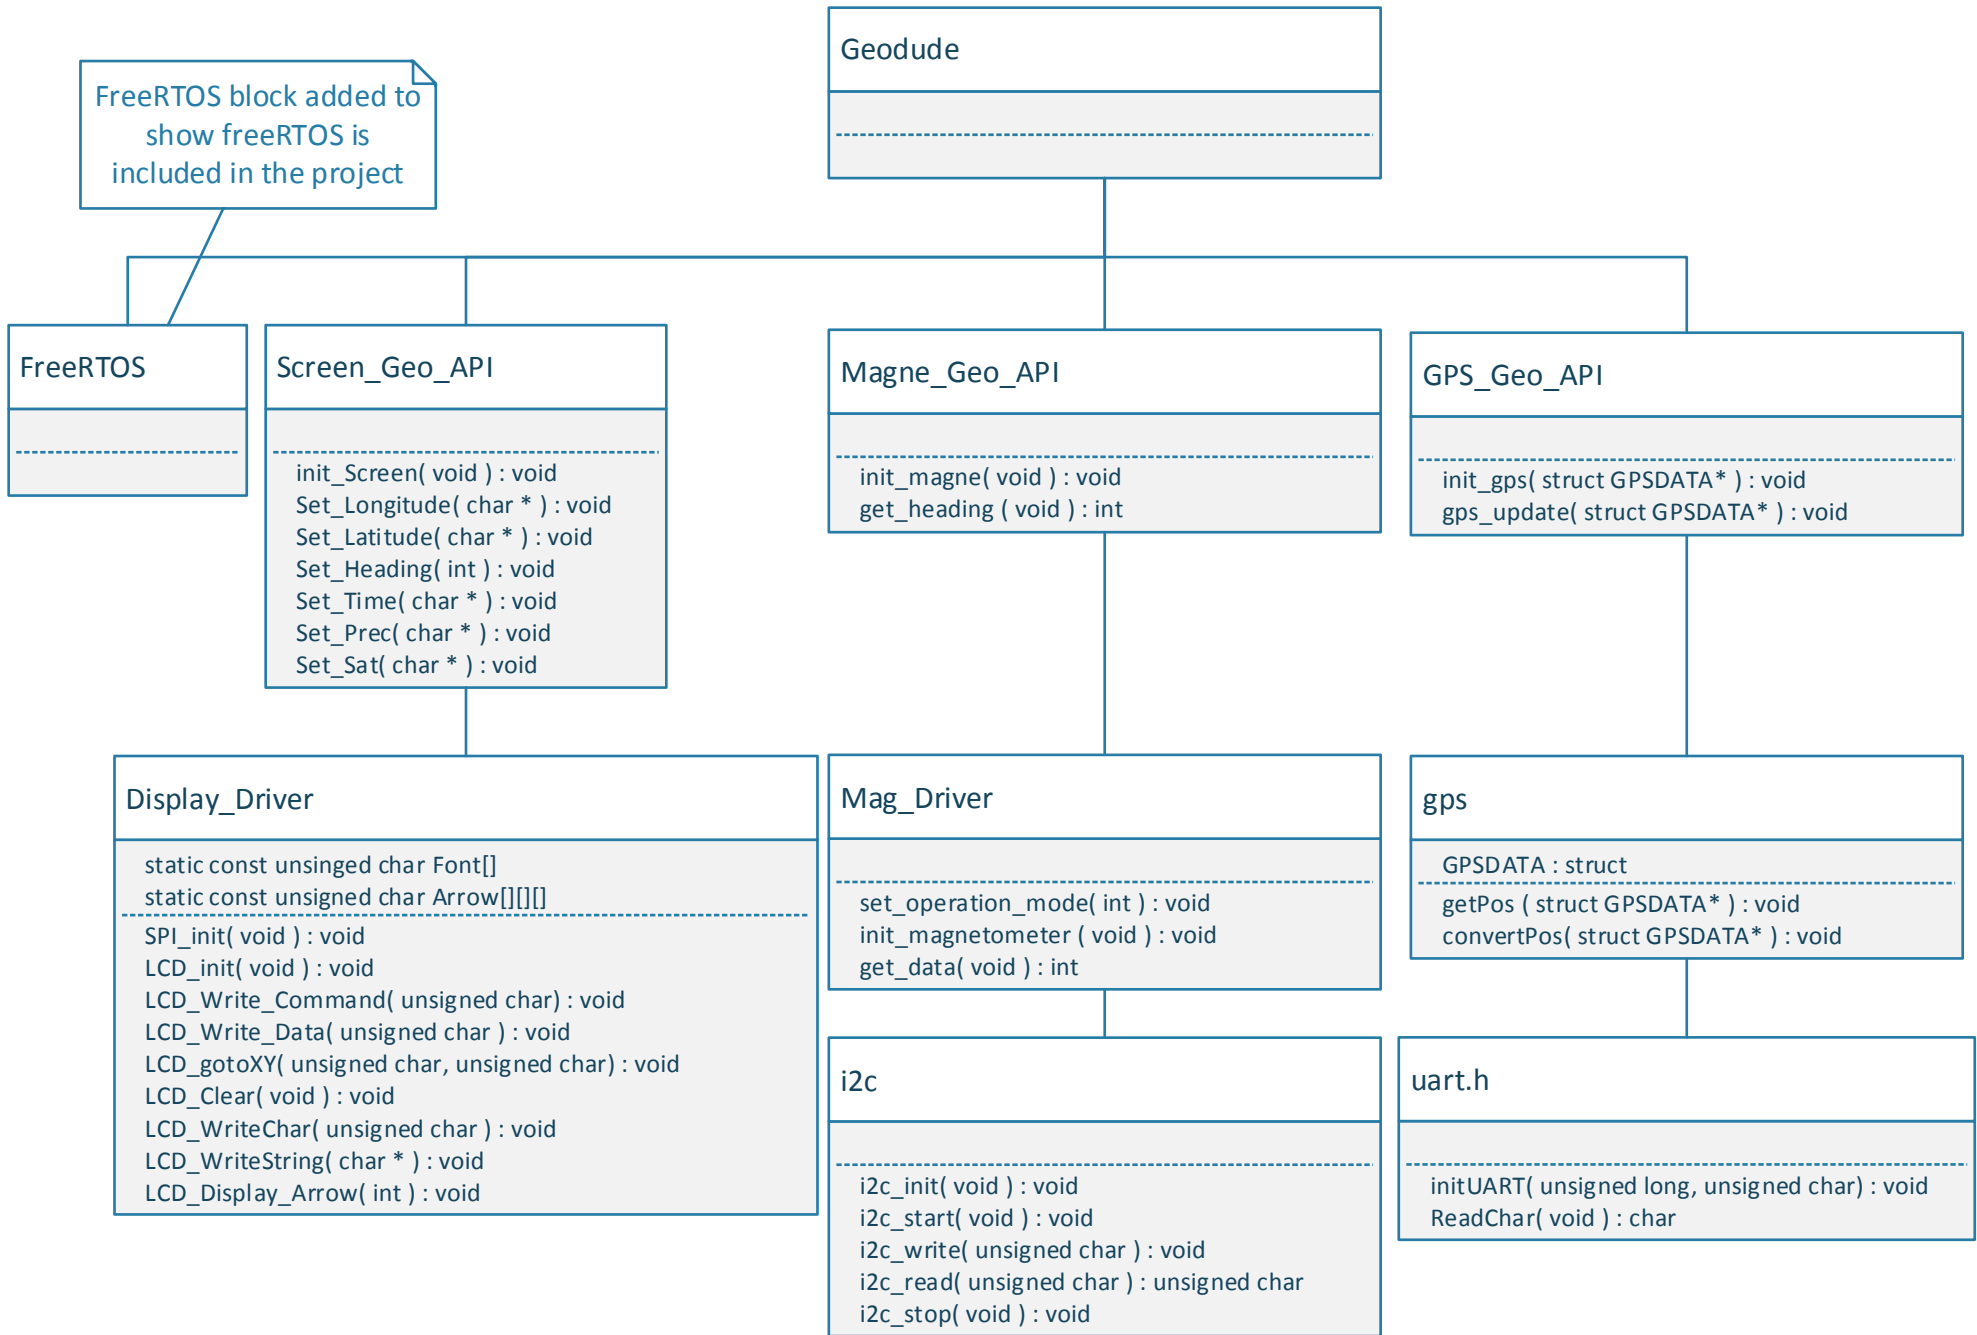 Geodude
FreeRTOS block added to
show freeRTOS is
included in the project
FreeRTOS
Screen_Geo_API
init_Screen( void ) : void
Set_Longitude( char * ) : void
Set_Latitude( char * ) : void
Set_Heading( int ) : void
Set_Time( char * ) : void
Set_Prec( char * ) : void
Set_Sat( char * ) : void
Magne_Geo_API
init_magne( void ) : void
get_heading ( void ) : int
GPS_Geo_API
init_gps( struct GPSDATA* ) : void
gps_update( struct GPSDATA* ) : void
Display_Driver
static const unsinged char Font[]
static const unsigned char Arrow[][][]
SPI_init( void ) : void
LCD_init( void ) : void
LCD_Write_Command( unsigned char) : void
LCD_Write_Data( unsigned char ) : void
LCD_gotoXY( unsigned char, unsigned char) : void
LCD_Clear( void ) : void
LCD_WriteChar( unsigned char ) : void
LCD_WriteString( char * ) : void
LCD_Display_Arrow( int ) : void
Mag_Driver
set_operation_mode( int ) : void
init_magnetometer ( void ) : void
get_data( void ) : int
gps
GPSDATA : struct
getPos ( struct GPSDATA* ) : void
convertPos( struct GPSDATA* ) : void
i2c
i2c_init( void ) : void
i2c_start( void ) : void
i2c_write( unsigned char ) : void
i2c_read( unsigned char ) : unsigned char
i2c_stop( void ) : void
uart.h
initUART( unsigned long, unsigned char) : void
ReadChar( void ) : char